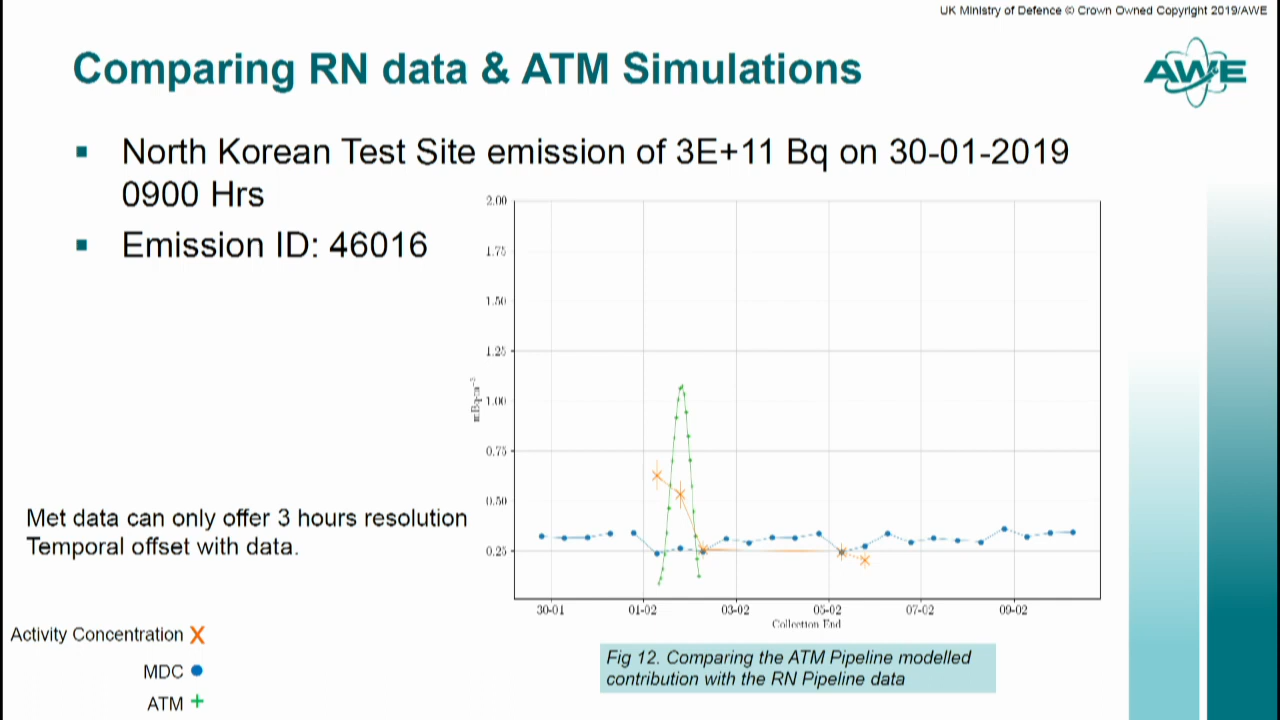 UK Ministry of Defence © Crown Owned Copyright 2019/AWE
Comparing RN data & ATM Simulations
AWE
▪ North Korean Test Site emission of 3E+11 Bq on 30-01-2019
0900 Hrs
▪ Emission ID: 46016
2.00
1.75
1.50
1.25
mBq·m⁻³
1.00
0.75
0.50
0.25
30-01 01-02 03-02 05-02 07-02 09-02
Collection End
Met data can only offer 3 hours resolution
Temporal offset with data.
Activity Concentration X
MDC ●
ATM +
Fig 12. Comparing the ATM Pipeline modelled
contribution with the RN Pipeline data